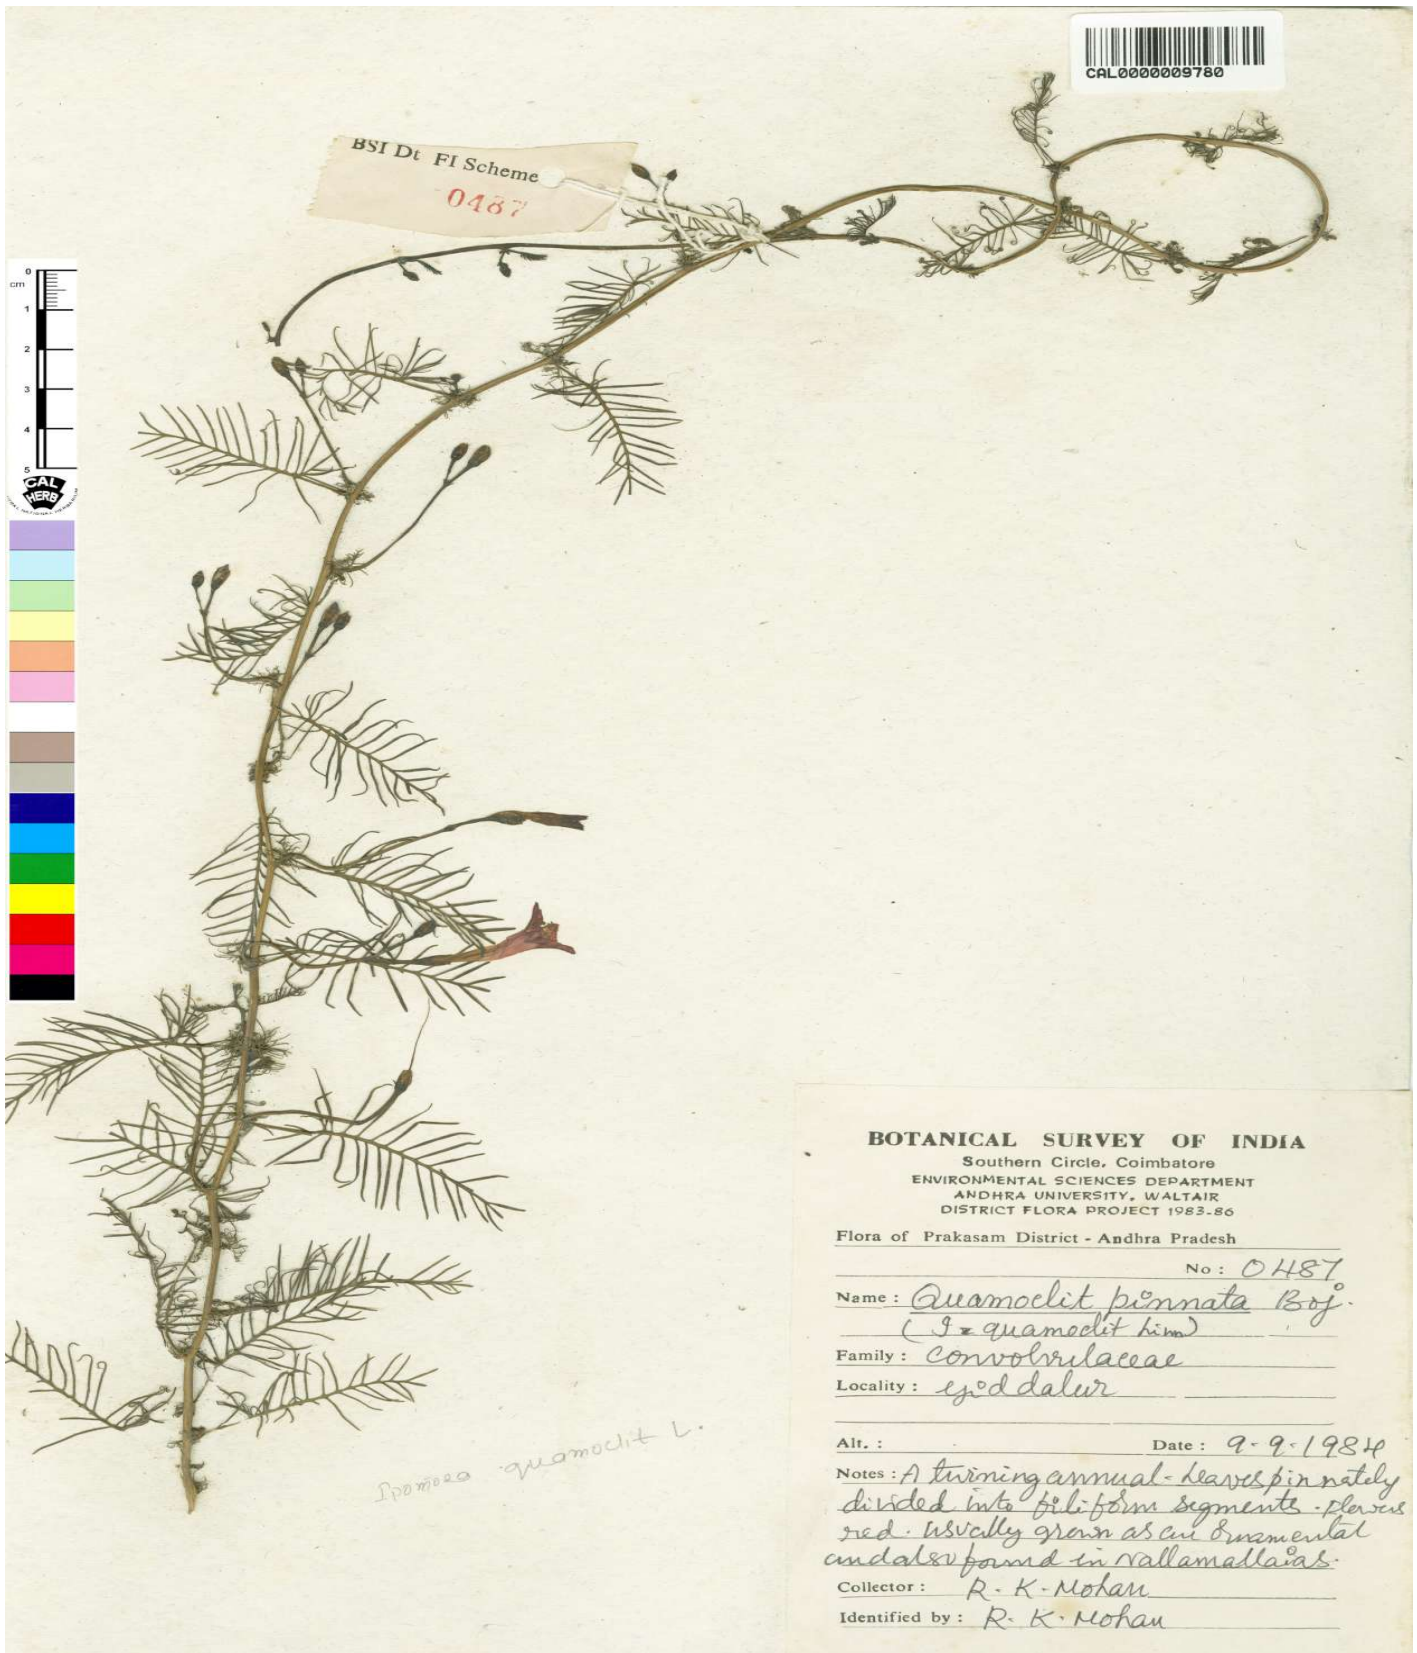 CAL0000009780
BSI Dt FI Scheme
0487
0
cm
1
2
3
4
5
CAL
HERB
BOTANICAL SURVEY OF INDIA
Southern Circle, Coimbatore
ENVIRONMENTAL SCIENCES DEPARTMENT
ANDHRA UNIVERSITY, WALTAIR
DISTRICT FLORA PROJECT 1983-86
Flora of Prakasam District - Andhra Pradesh
No : 0487
Name : Quamoclit pinnata Boj.
( I = quamoclit Linn)
Family : Convolvulaceae
Locality : Giddalur
Alt. : Date : 9-9-1984
Notes : A twining annual - Leaves pinnately
divided into filiform segments - flowers
red. Usually grown as an ornamental
and also found in Nallamallais.
Collector : R. K. Mohan
Identified by : R. K. Mohan
Ipomoea quamoclit L.